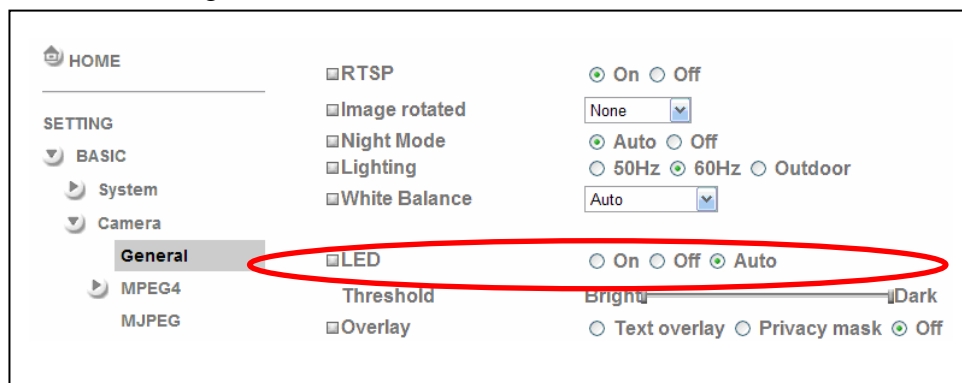 HOME
SETTING
BASIC
System
Camera
General
MPEG4
MJPEG
RTSP On Off
Image rotated None
Night Mode Auto Off
Lighting 50Hz 60Hz Outdoor
White Balance Auto
LED On Off Auto
Threshold Bright Dark
Overlay Text overlay Privacy mask Off